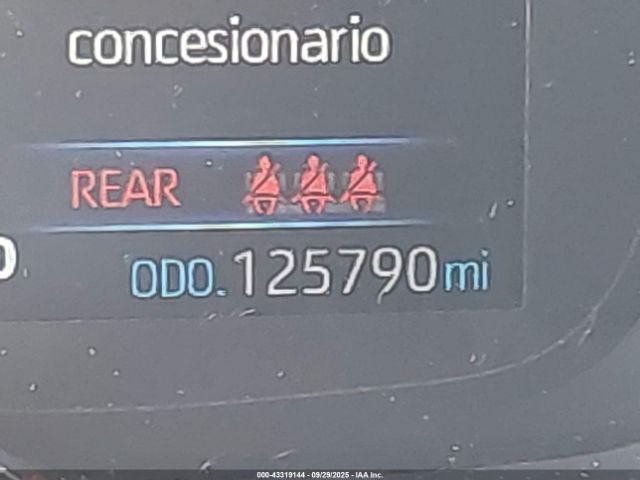 concesionario
REAR
ODO. 125790 mi
000-43319144 - 09/29/2025 - IAA Inc.